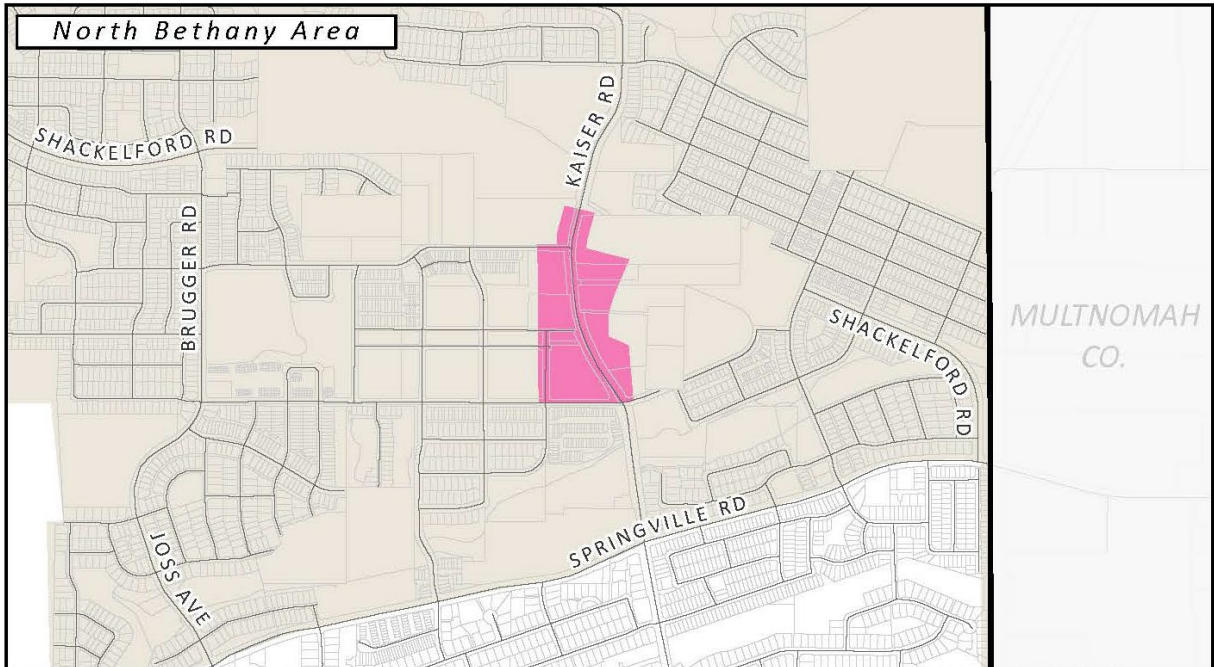 North Bethany Area
KAISER RD
SHACKELFORD RD
BRUGGER RD
MULTNOMAH
CO.
SHACKELFORD RD
SPRINGVILLE RD
JOSS AVE